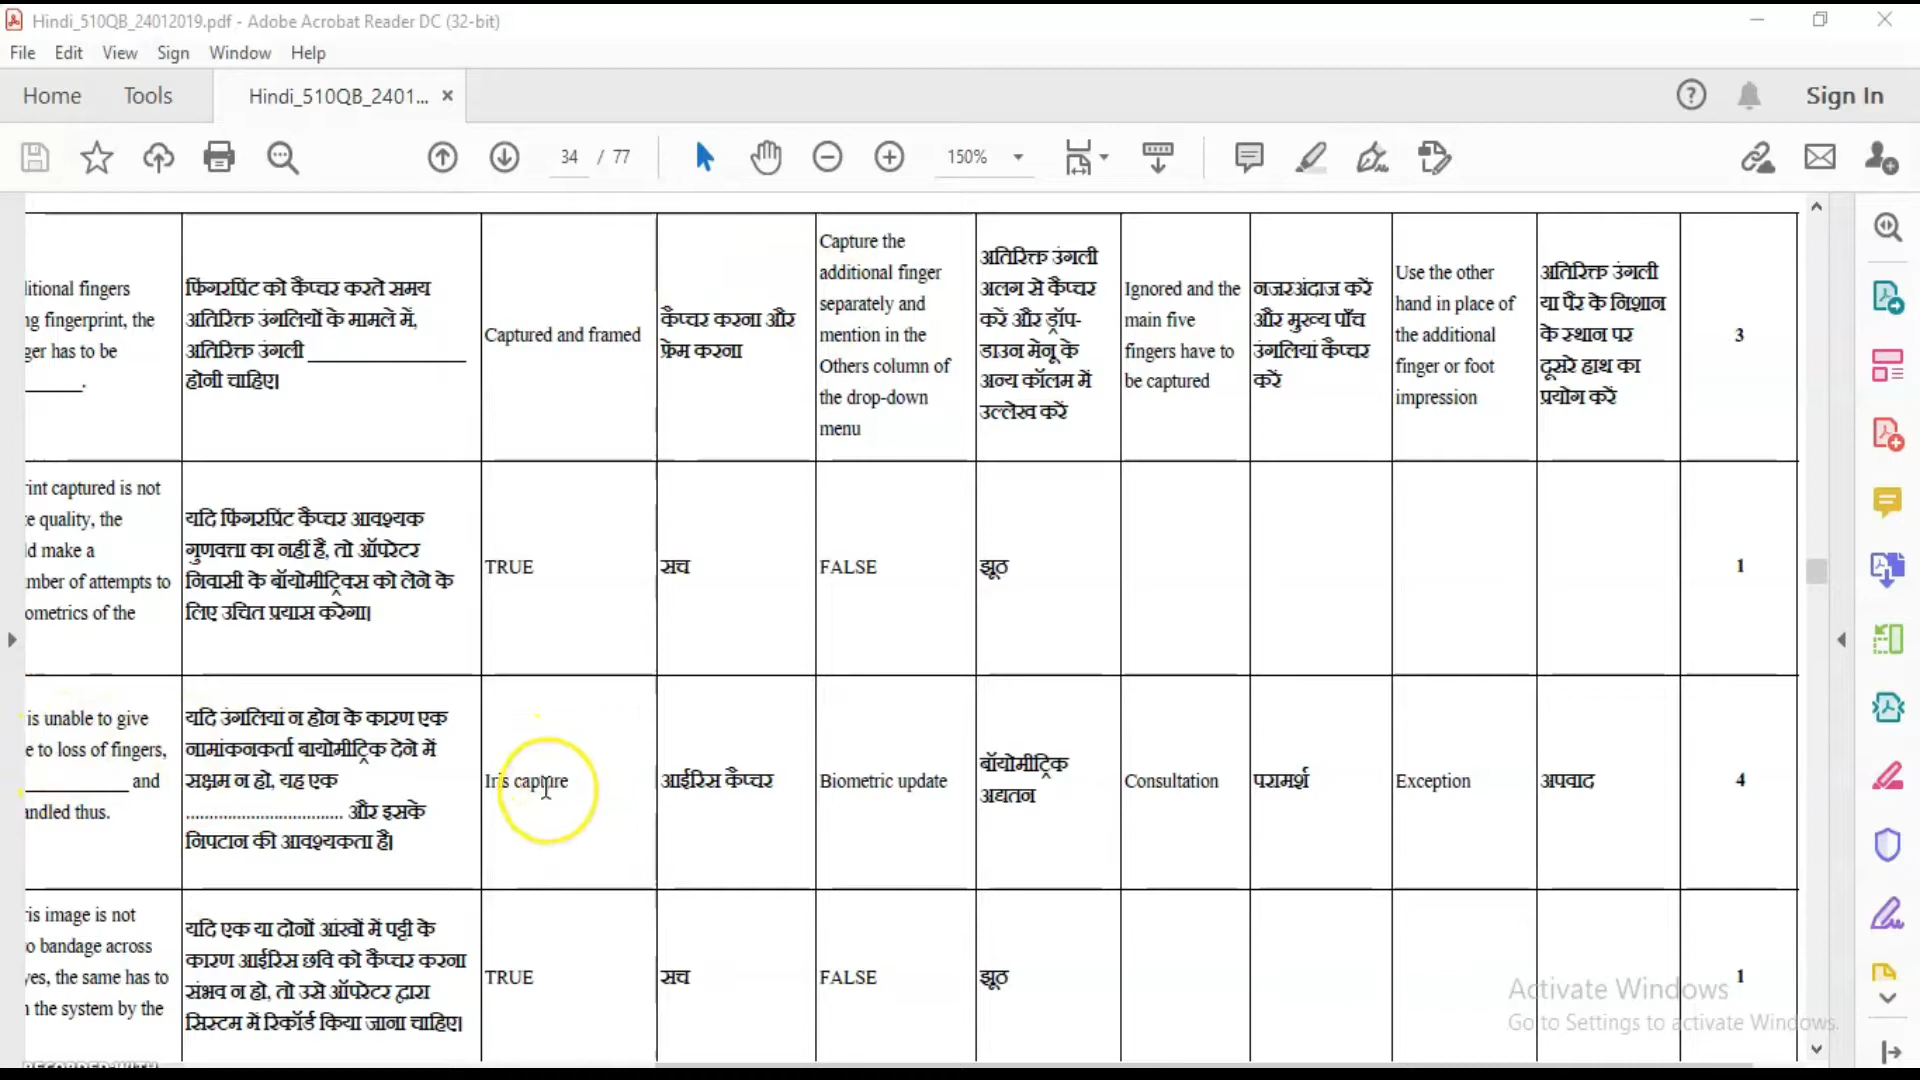 Hindi_510QB_24012019.pdf - Adobe Acrobat Reader DC (32-bit)
File Edit View Sign Window Help
Home Tools Hindi_510QB_2401... × Sign In
34 / 77 150%
litional fingers
ng fingerprint, the
ger has to be
______.
फिंगरप्रिंट को कैप्चर करते समय
अतिरिक्त उंगलियों के मामले में,
अतिरिक्त उंगली ________________
होनी चाहिए।
Captured and framed
कैप्चर करना और
फ्रेम करना
Capture the
additional finger
separately and
mention in the
Others column of
the drop-down
menu
अतिरिक्त उंगली
अलग से कैप्चर
करें और ड्रॉप-
डाउन मेनू के
अन्य कॉलम में
उल्लेख करें
Ignored and the
main five
fingers have to
be captured
नजरअंदाज करें
और मुख्य पाँच
उंगलियां कैप्चर
करें
Use the other
hand in place of
the additional
finger or foot
impression
अतिरिक्त उंगली
या पैर के निशान
के स्थान पर
दूसरे हाथ का
प्रयोग करें
3
int captured is not
e quality, the
ld make a
mber of attempts to
ometrics of the
यदि फिंगरप्रिंट कैप्चर आवश्यक
गुणवत्ता का नहीं है, तो ऑपरेटर
निवासी के बॉयोमीट्रिक्स को लेने के
लिए उचित प्रयास करेगा।
TRUE
सच
FALSE
झूठ
1
is unable to give
e to loss of fingers,
__________ and
andled thus.
यदि उंगलियां न होन के कारण एक
नामांकनकर्ता बायोमीट्रिक देने में
सक्षम न हो, यह एक
.................................. और इसके
निपटान की आवश्यकता है।
Iris capture
आईरिस कैप्चर
Biometric update
बॉयोमीट्रिक
अद्यतन
Consultation
परामर्श
Exception
अपवाद
4
ris image is not
o bandage across
yes, the same has to
n the system by the
यदि एक या दोनों आंखों में पट्टी के
कारण आईरिस छवि को कैप्चर करना
संभव न हो, तो उसे ऑपरेटर द्वारा
सिस्टम में रिकॉर्ड किया जाना चाहिए।
TRUE
सच
FALSE
झूठ
1
Activate Windows
Go to Settings to activate Windows.
RECORDED WITH